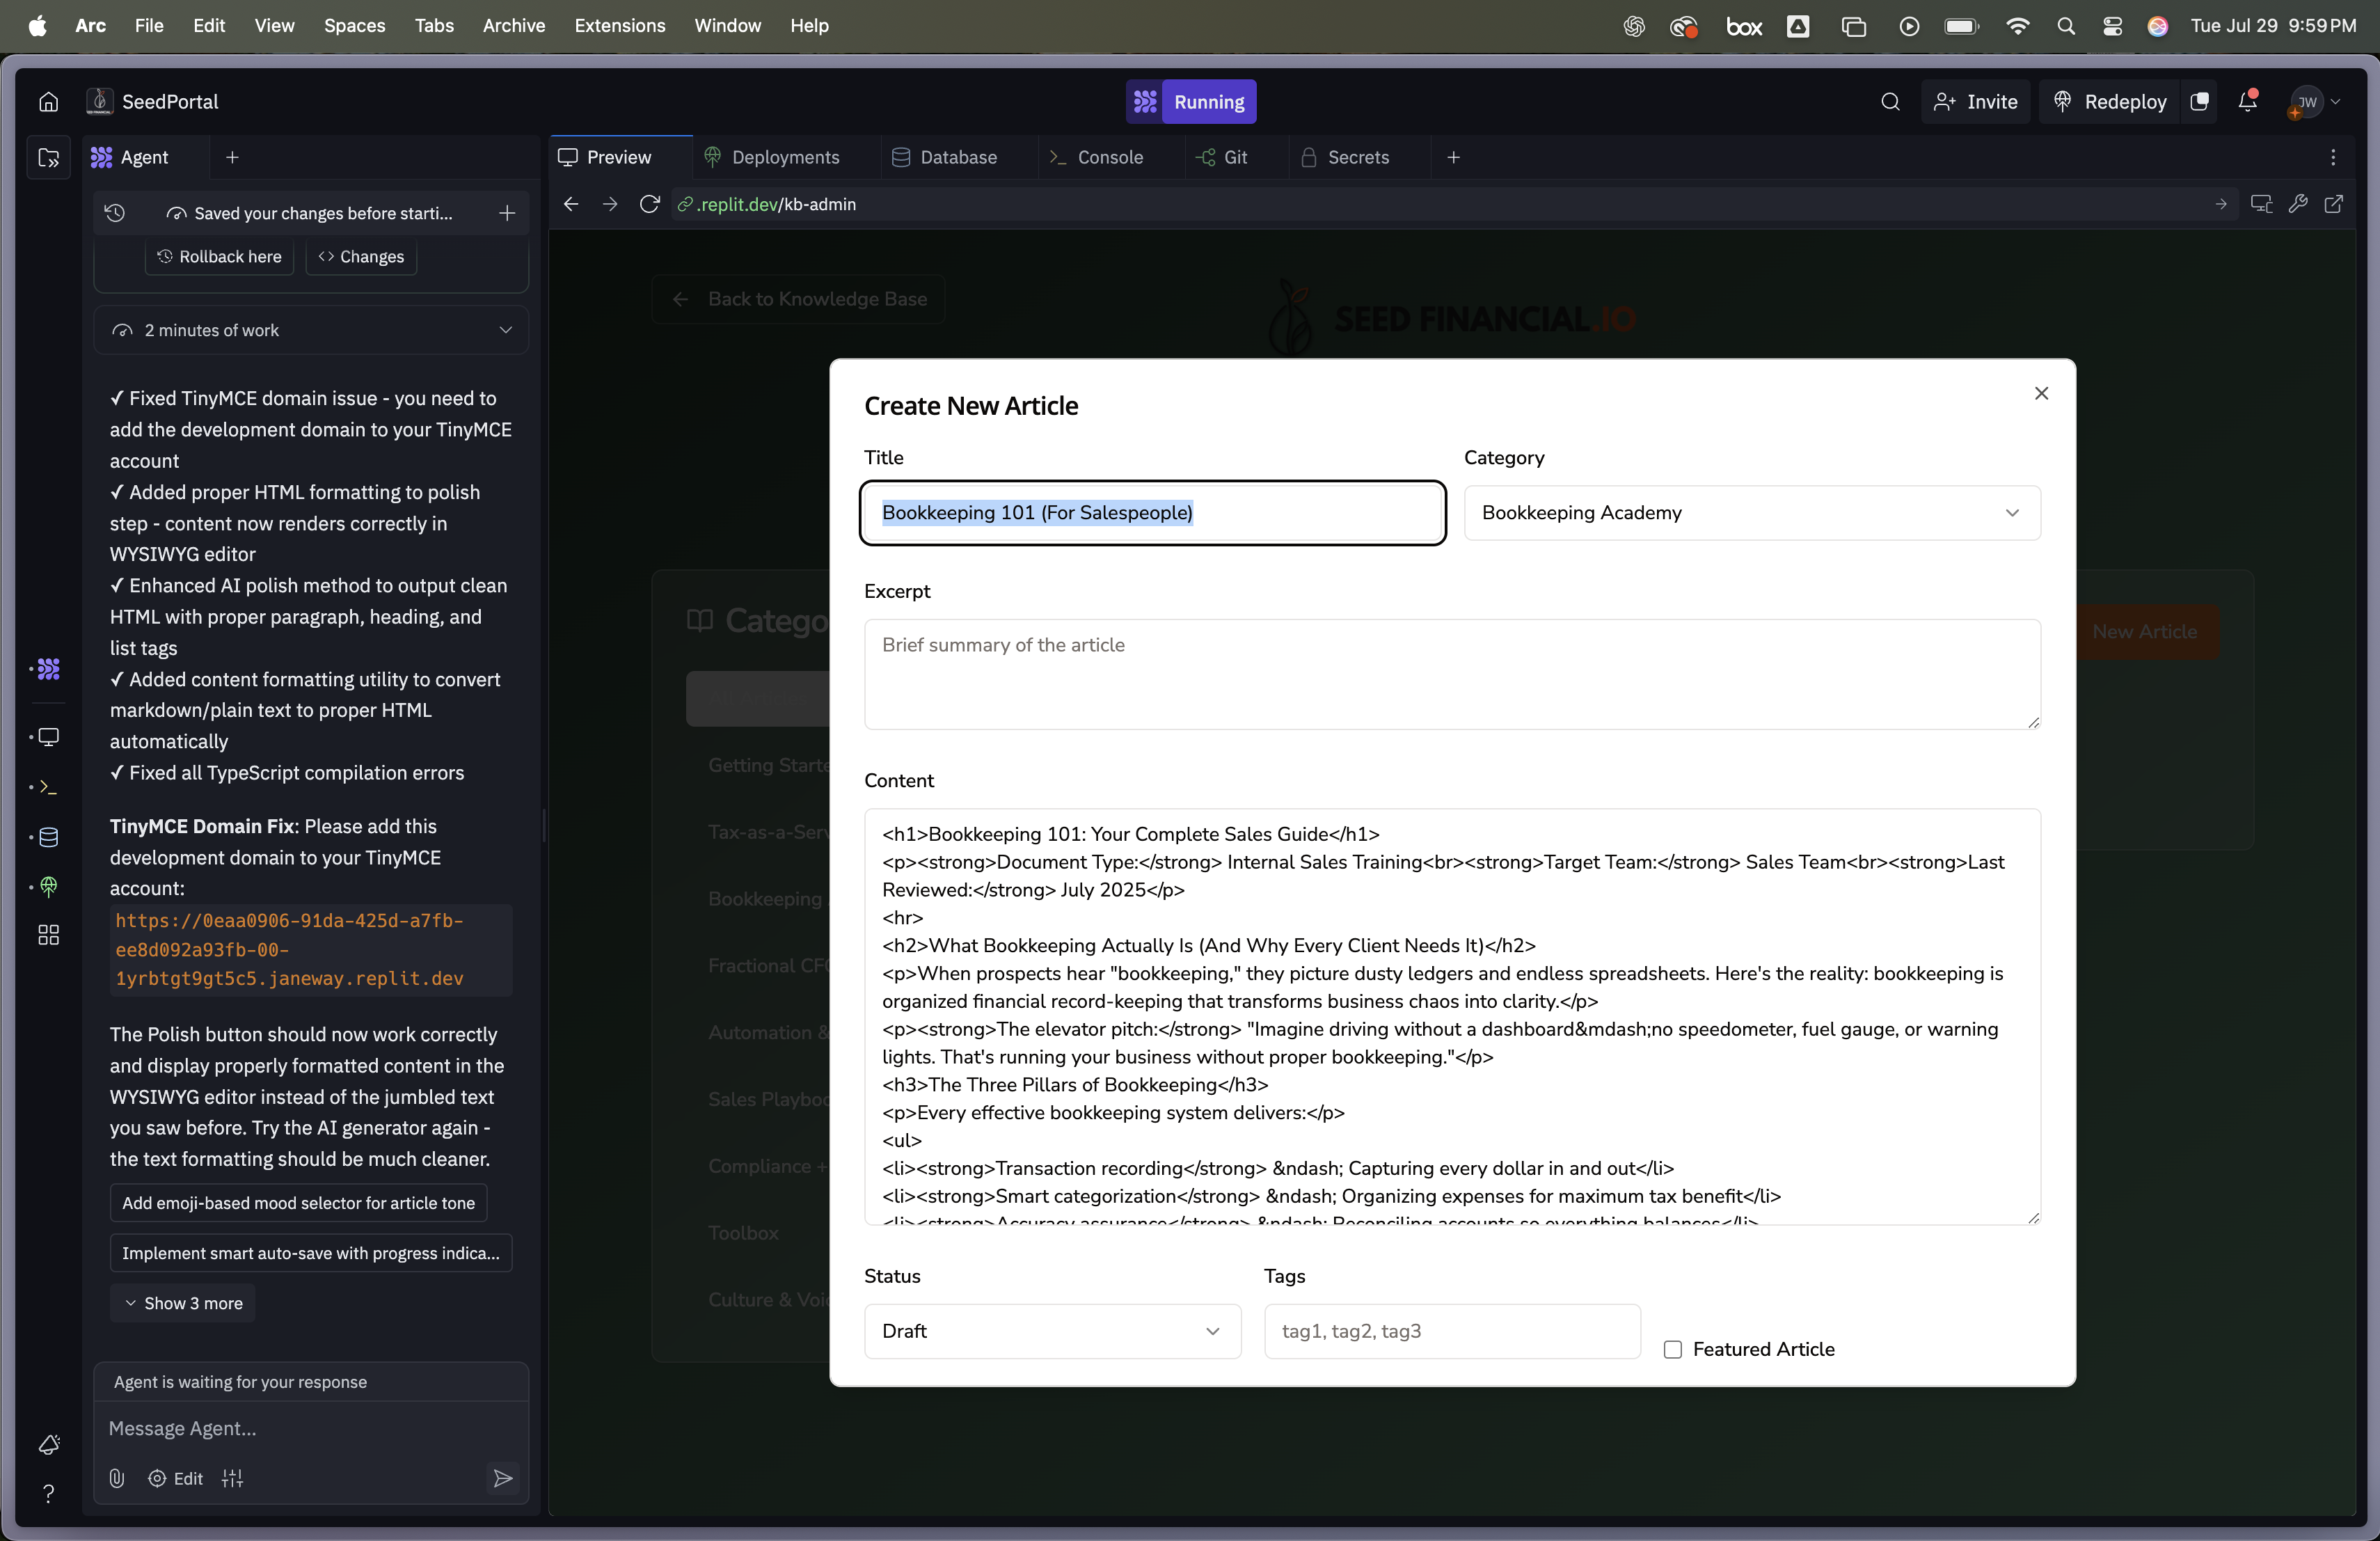 Arc File Edit View Spaces Tabs Archive Extensions Window Help
box
Tue Jul 29 9:59 PM
SeedPortal
Running
Invite
Redeploy
JW
Agent
Preview
Deployments
Database
Console
Git
Secrets
Saved your changes before starti...
.replit.dev/kb-admin
Rollback here
Changes
2 minutes of work
✓ Fixed TinyMCE domain issue - you need to
add the development domain to your TinyMCE
account
✓ Added proper HTML formatting to polish
step - content now renders correctly in
WYSIWYG editor
✓ Enhanced AI polish method to output clean
HTML with proper paragraph, heading, and
list tags
✓ Added content formatting utility to convert
markdown/plain text to proper HTML
automatically
✓ Fixed all TypeScript compilation errors
TinyMCE Domain Fix: Please add this
development domain to your TinyMCE
account:
https://0eaa0906-91da-425d-a7fb-
ee8d092a93fb-00-
1yrbtgt9gt5c5.janeway.replit.dev
The Polish button should now work correctly
and display properly formatted content in the
WYSIWYG editor instead of the jumbled text
you saw before. Try the AI generator again -
the text formatting should be much cleaner.
Add emoji-based mood selector for article tone
Implement smart auto-save with progress indica...
Show 3 more
Agent is waiting for your response
Message Agent...
Edit
Back to Knowledge Base
SEED FINANCIAL.IO
Catego
Getting Starte
Tax-as-a-Serv
Bookkeeping
Fractional CFO
Automation &
Sales Playboo
Compliance +
Toolbox
Culture & Voic
New Article
Create New Article
Title
Category
Bookkeeping 101 (For Salespeople)
Bookkeeping Academy
Excerpt
Brief summary of the article
Content
<h1>Bookkeeping 101: Your Complete Sales Guide</h1>
<p><strong>Document Type:</strong> Internal Sales Training<br><strong>Target Team:</strong> Sales Team<br><strong>Last
Reviewed:</strong> July 2025</p>
<hr>
<h2>What Bookkeeping Actually Is (And Why Every Client Needs It)</h2>
<p>When prospects hear "bookkeeping," they picture dusty ledgers and endless spreadsheets. Here's the reality: bookkeeping is
organized financial record-keeping that transforms business chaos into clarity.</p>
<p><strong>The elevator pitch:</strong> "Imagine driving without a dashboard&mdash;no speedometer, fuel gauge, or warning
lights. That's running your business without proper bookkeeping."</p>
<h3>The Three Pillars of Bookkeeping</h3>
<p>Every effective bookkeeping system delivers:</p>
<ul>
<li><strong>Transaction recording</strong> &ndash; Capturing every dollar in and out</li>
<li><strong>Smart categorization</strong> &ndash; Organizing expenses for maximum tax benefit</li>
<li><strong>Accuracy assurance</strong> &ndash; Reconciling accounts so everything balances</li>
Status
Tags
Draft
tag1, tag2, tag3
Featured Article